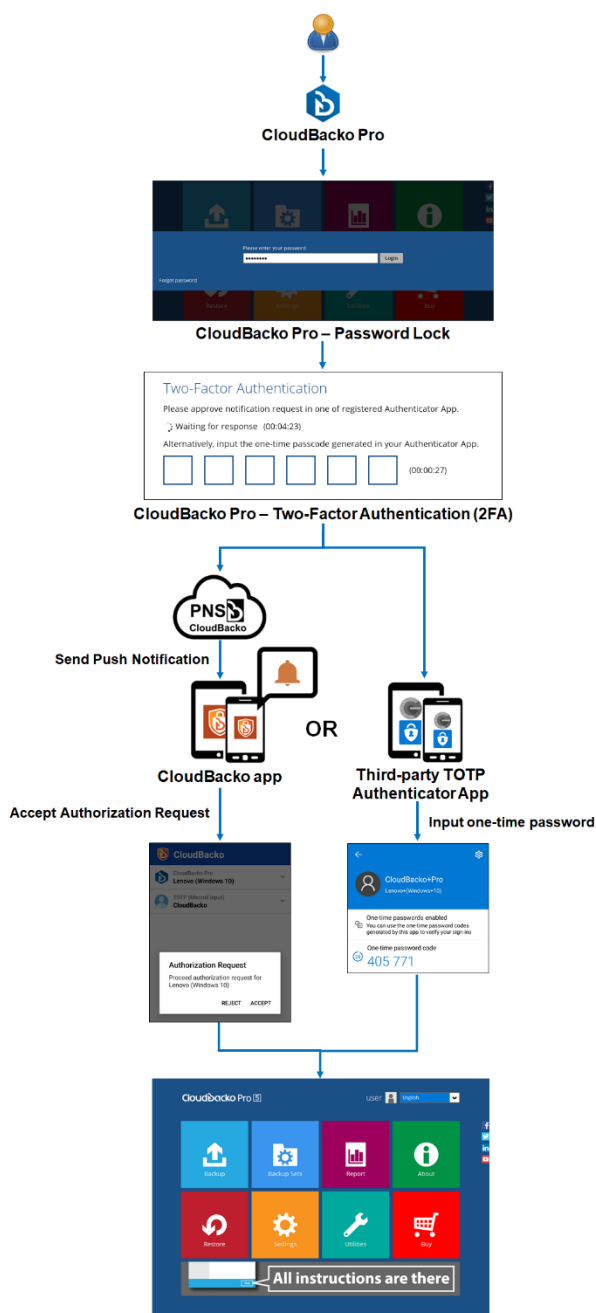 CloudBacko Pro
Please enter your password
********
Login
Forgot password
Restore
Settings
Utilities
Buy
CloudBacko Pro – Password Lock
Two-Factor Authentication
Please approve notification request in one of registered Authenticator App.
Waiting for response (00:04:23)
Alternatively, input the one-time passcode generated in your Authenticator App.
(00:00:27)
CloudBacko Pro – Two-Factor Authentication (2FA)
PNS
CloudBacko
Send Push Notification
OR
CloudBacko app
Third-party TOTP
Authenticator App
Accept Authorization Request
Input one-time password
CloudBacko
CloudBacko Pro
Lenovo (Windows 10)
TOTP (Manual Input)
CloudBacko
Authorization Request
Proceed authorization request for
Lenovo (Windows 10)
REJECT ACCEPT
CloudBacko+Pro
Lenovo+(Windows+10)
One-time passwords enabled
You can use the one-time password codes
generated by this app to verify your sign-ins
One-time password code
405 771
CloudBacko Pro 5
user
English
Backup
Backup Sets
Report
About
Restore
Settings
Utilities
Buy
All instructions are there